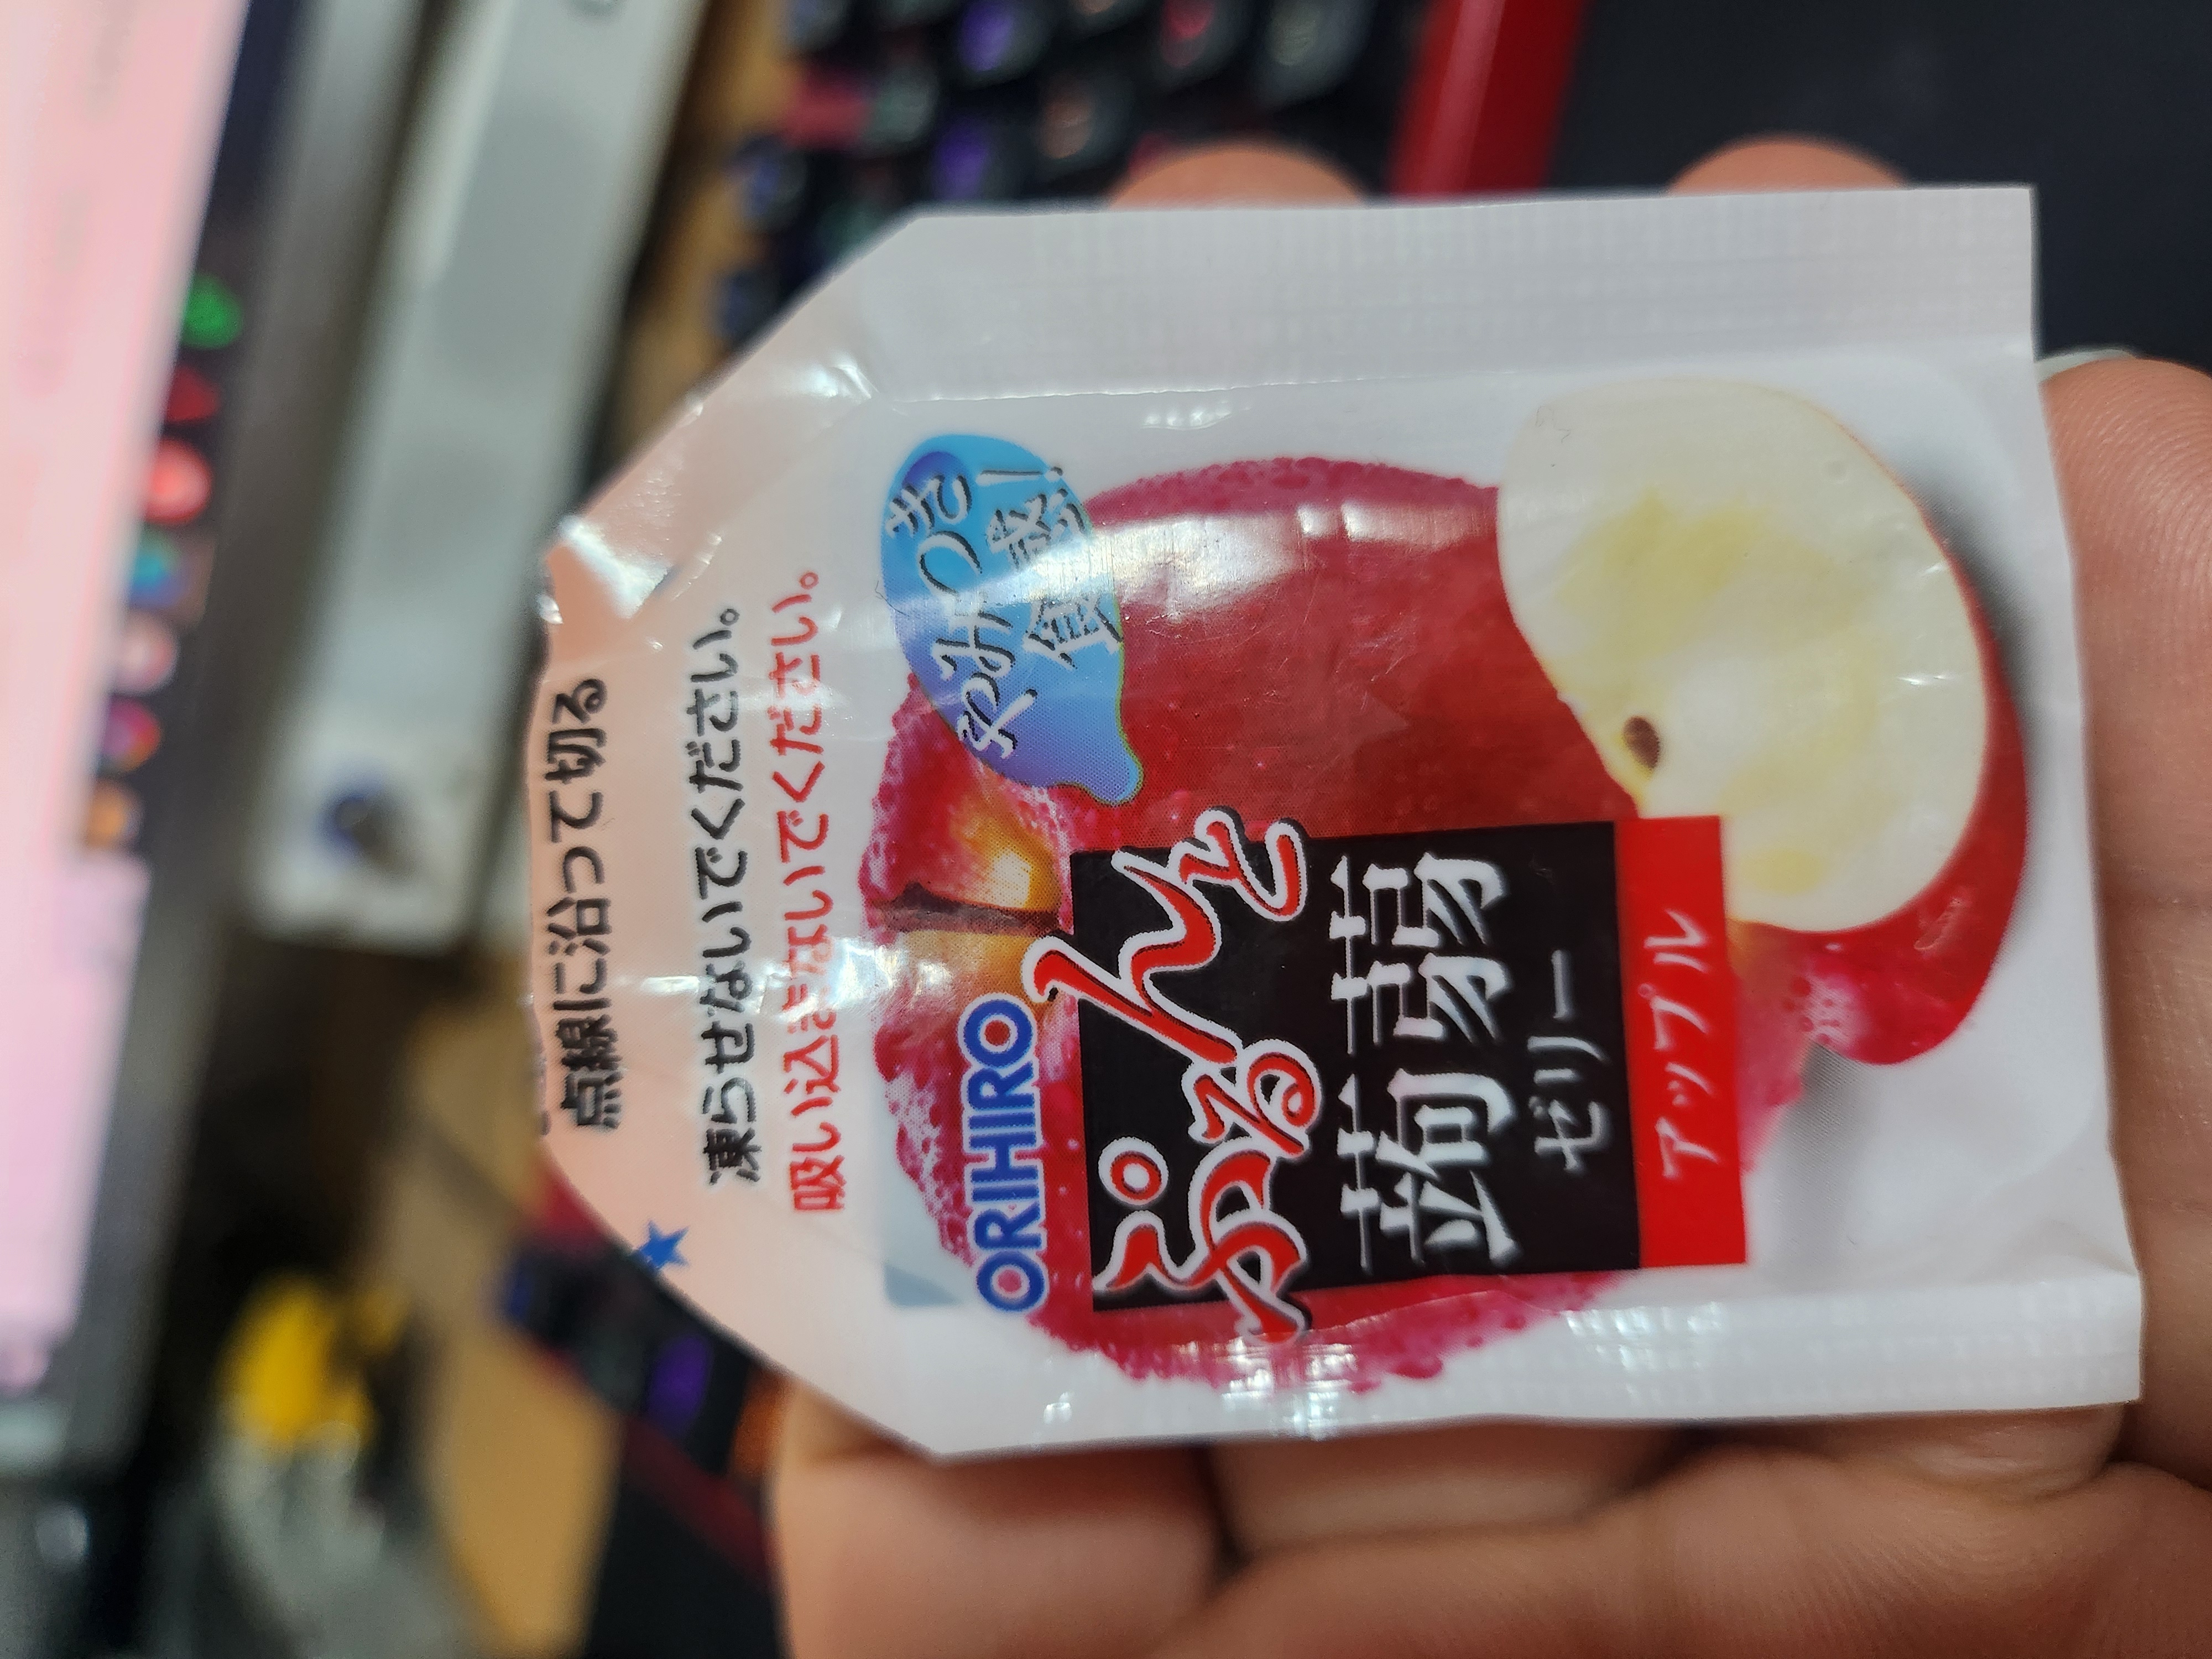 点線に沿って切る
凍らせないでください。
吸い込まないでください。
実みのき
食感!
ORIHIRO
ぷるんと
蒟蒻
ゼリー
アップル